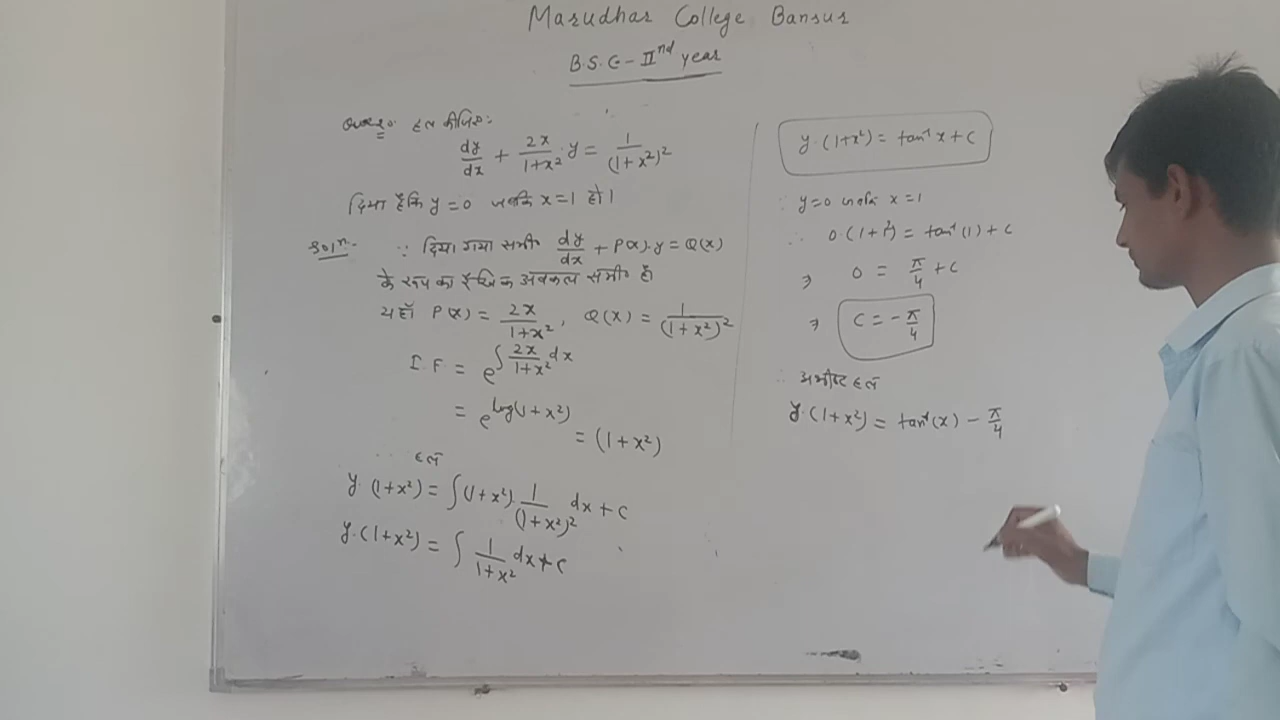 Marudhar College Bansur
B.S.C - IInd year
Ques:- हल कीजिए:
dy/dx + 2x/1+x² · y = 1/(1+x²)²
दिया है कि y=0 जबकि x=1 हो।
Solⁿ:- ∵ दिया गया समी० dy/dx + P(x)·y = Q(x)
के रूप का रैखिक अवकल समी० है
यहाँ P(x) = 2x/1+x², Q(x) = 1/(1+x²)²
I.F. = e^∫ 2x/1+x² dx
= e^log(1+x²)
= (1+x²)
∴ हल
y·(1+x²) = ∫(1+x²)·1/(1+x²)² dx + C
y·(1+x²) = ∫ 1/1+x² dx + C
y·(1+x²) = tan⁻¹x + C
∵ y=0 जबकि x=1
∴ 0·(1+1²) = tan⁻¹(1) + C
⇒ 0 = π/4 + C
⇒ C = -π/4
∴ अभीष्ट हल
y·(1+x²) = tan⁻¹(x) - π/4